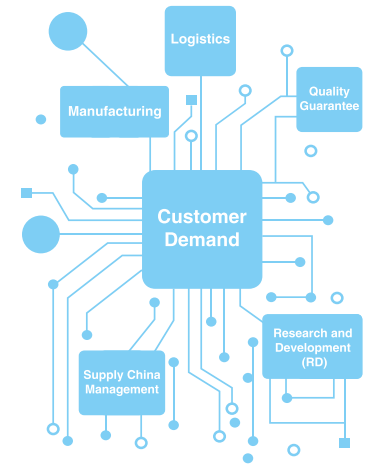 Logistics
Manufacturing
Quality
Guarantee
Customer
Demand
Research and
Development
(RD)
Supply China
Management